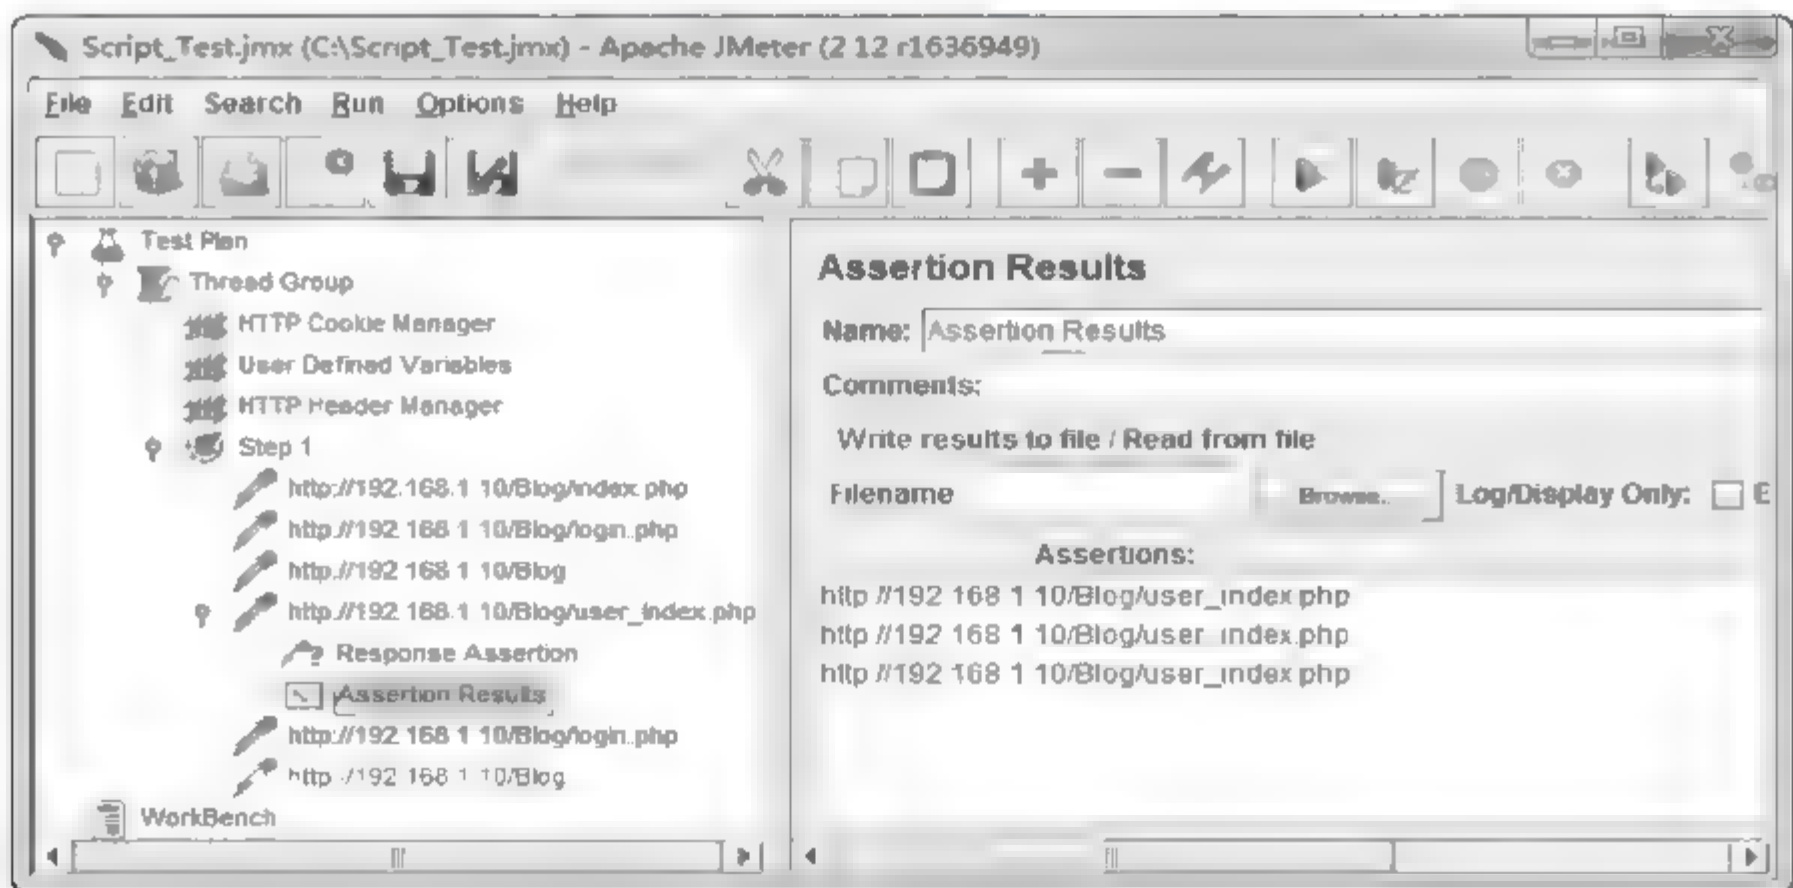 Script_Test.jmx (C:\Script_Test.jmx) - Apache JMeter (2 12 r1636949)
File Edit Search Run Options Help
Test Plan
Thread Group
HTTP Cookie Manager
User Defined Variables
HTTP Header Manager
Step 1
http://192.168.1 10/Blog/index.php
http://192 168 1 10/Blog/login.php
http://192 168 1 10/Blog
http://192 168.1 10/Blog/user_index.php
Response Assertion
Assertion Results
http://192 168 1 10/Blog/login.php
http //192 168 1 10/Blog
WorkBench
Assertion Results
Name: Assertion Results
Comments:
Write results to file / Read from file
Filename Browse.. Log/Display Only: E
Assertions:
http //192 168 1 10/Blog/user_index.php
http //192 168 1 10/Blog/user_index.php
http //192 168 1 10/Blog/user_index.php